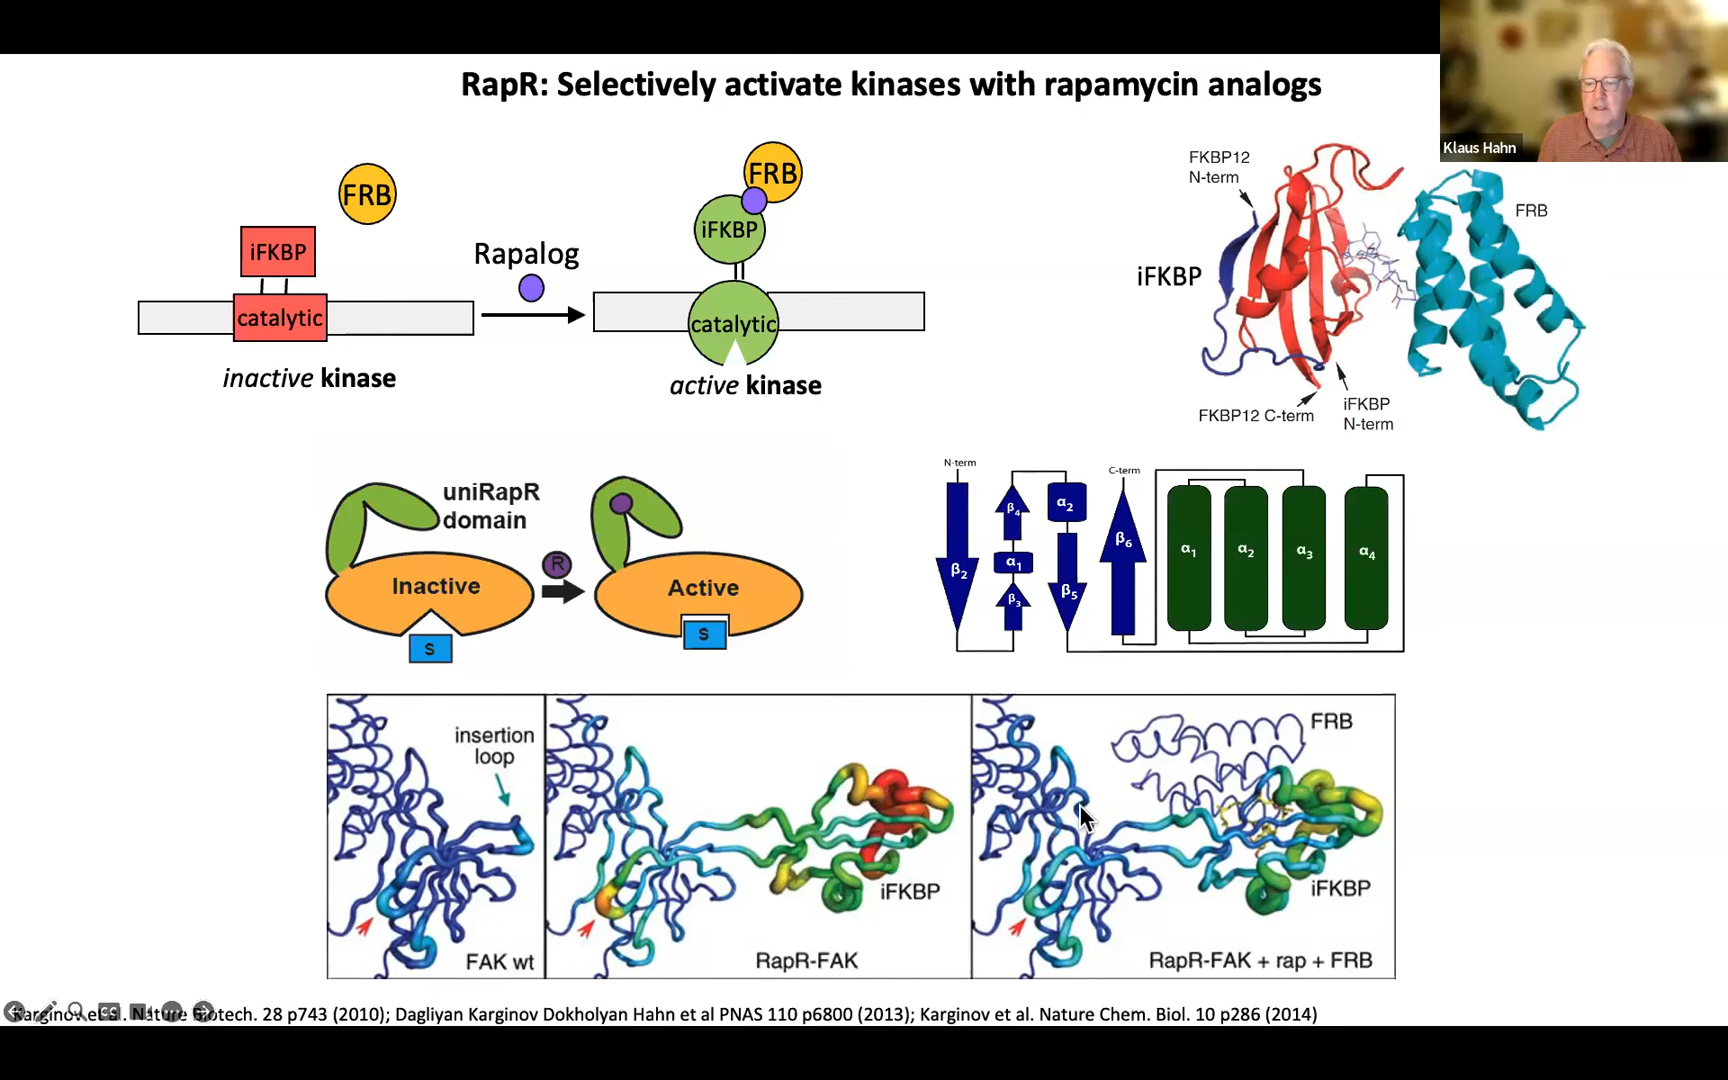 RapR: Selectively activate kinases with rapamycin analogs
Klaus Hahn
FRB
iFKBP
catalytic
inactive kinase
Rapalog
FRB
iFKBP
catalytic
active kinase
FKBP12
N-term
iFKBP
FRB
FKBP12 C-term
iFKBP
N-term
uniRapR
domain
Inactive
S
R
Active
S
N-term
C-term
β2
β4
α1
β3
α2
β5
β6
α1
α2
α3
α4
insertion
loop
FAK wt
iFKBP
RapR-FAK
FRB
iFKBP
RapR-FAK + rap + FRB
Karginov et al. Nature Biotech. 28 p743 (2010); Dagliyan Karginov Dokholyan Hahn et al PNAS 110 p6800 (2013); Karginov et al. Nature Chem. Biol. 10 p286 (2014)